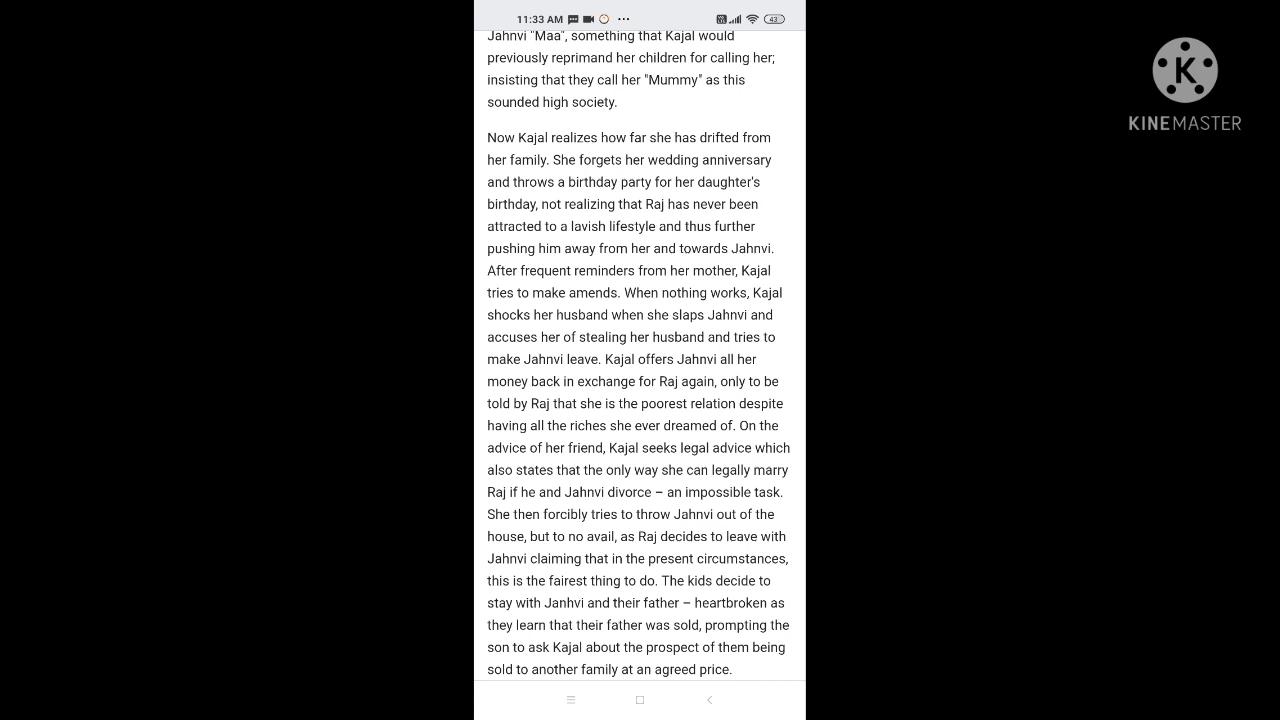 11:33 AM
43
Jahnvi "Maa", something that Kajal would
previously reprimand her children for calling her;
insisting that they call her "Mummy" as this
sounded high society.
Now Kajal realizes how far she has drifted from
her family. She forgets her wedding anniversary
and throws a birthday party for her daughter's
birthday, not realizing that Raj has never been
attracted to a lavish lifestyle and thus further
pushing him away from her and towards Jahnvi.
After frequent reminders from her mother, Kajal
tries to make amends. When nothing works, Kajal
shocks her husband when she slaps Jahnvi and
accuses her of stealing her husband and tries to
make Jahnvi leave. Kajal offers Jahnvi all her
money back in exchange for Raj again, only to be
told by Raj that she is the poorest relation despite
having all the riches she ever dreamed of. On the
advice of her friend, Kajal seeks legal advice which
also states that the only way she can legally marry
Raj if he and Jahnvi divorce – an impossible task.
She then forcibly tries to throw Jahnvi out of the
house, but to no avail, as Raj decides to leave with
Jahnvi claiming that in the present circumstances,
this is the fairest thing to do. The kids decide to
stay with Janhvi and their father – heartbroken as
they learn that their father was sold, prompting the
son to ask Kajal about the prospect of them being
sold to another family at an agreed price.
K
KINEMASTER